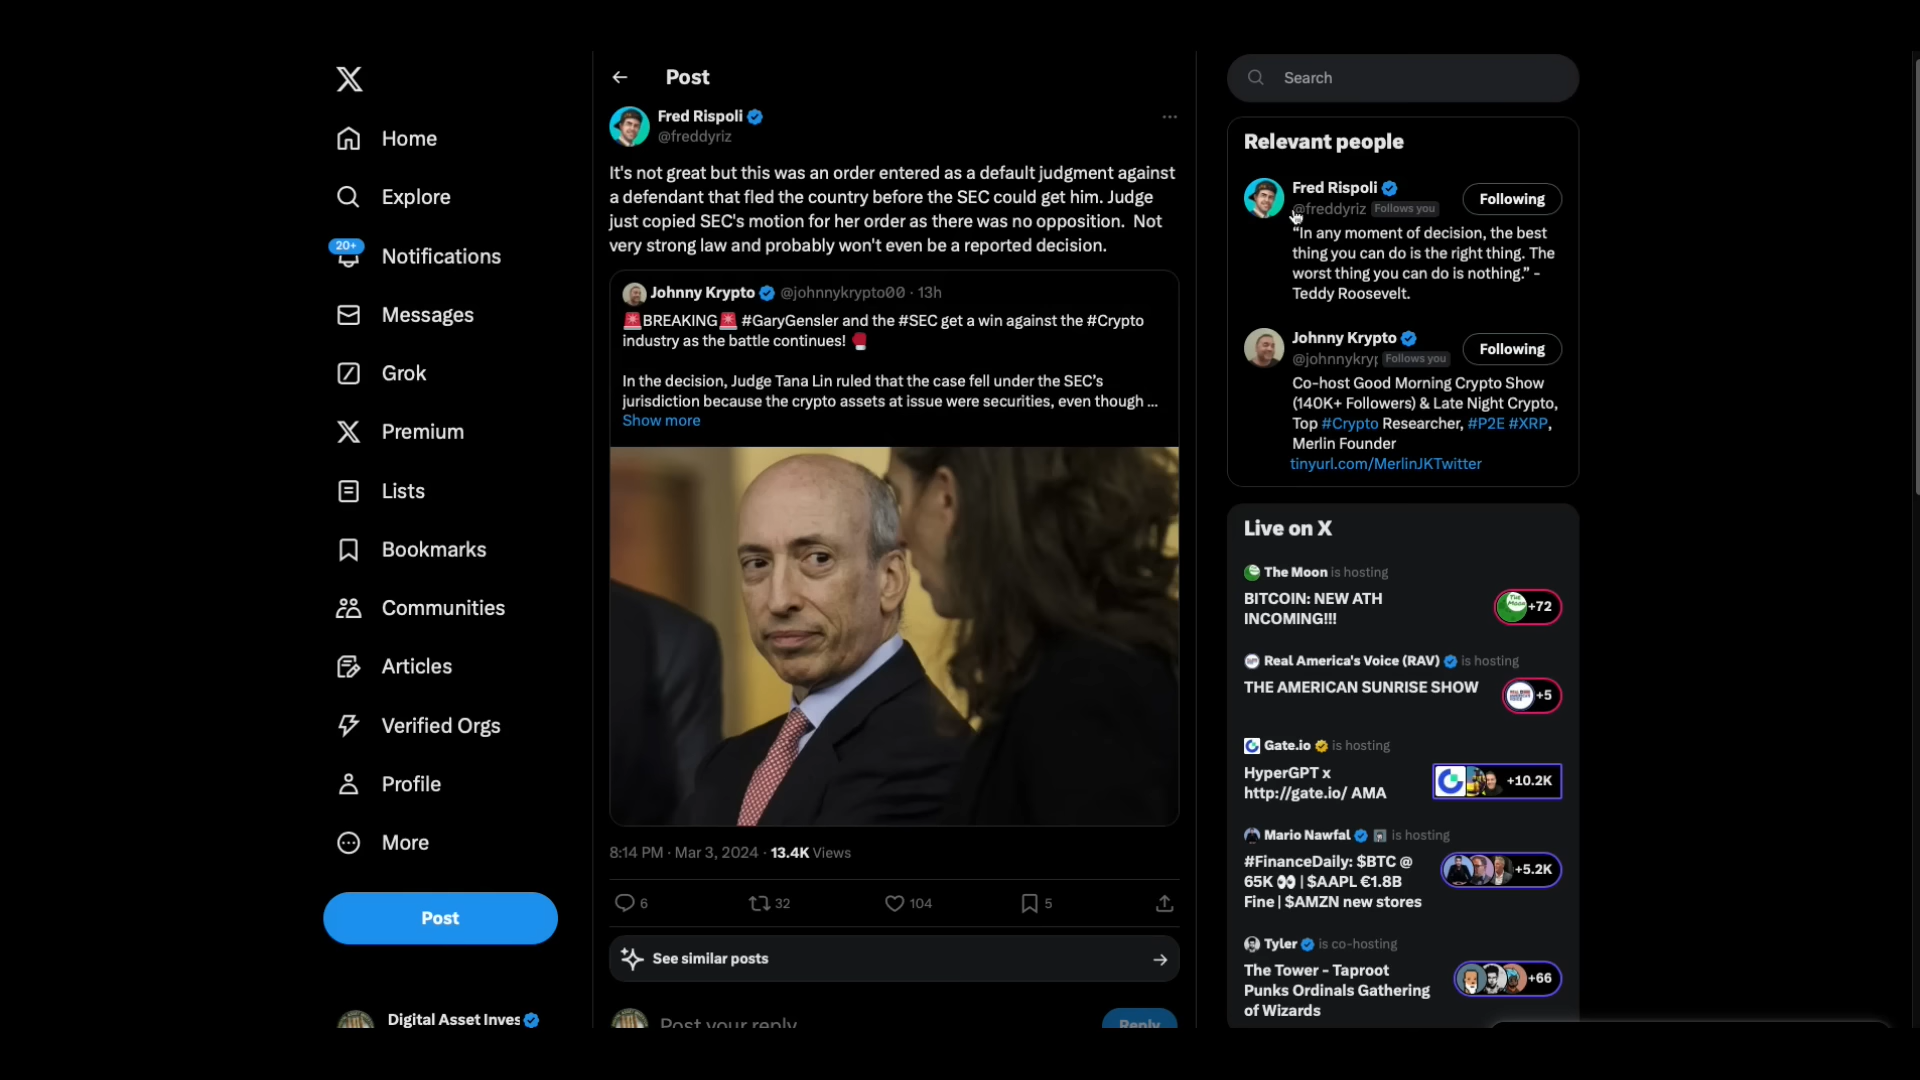 Post
Search
Home
Explore
20+
Notifications
Messages
Grok
Premium
Lists
Bookmarks
Communities
Articles
Verified Orgs
Profile
More
Post
Digital Asset Inves
Fred Rispoli
@freddyriz
It's not great but this was an order entered as a default judgment against
a defendant that fled the country before the SEC could get him. Judge
just copied SEC's motion for her order as there was no opposition. Not
very strong law and probably won't even be a reported decision.
Johnny Krypto @johnnykrypto00 · 13h
🚨BREAKING🚨 #GaryGensler and the #SEC get a win against the #Crypto
industry as the battle continues! 🥊
In the decision, Judge Tana Lin ruled that the case fell under the SEC’s
jurisdiction because the crypto assets at issue were securities, even though ...
Show more
8:14 PM · Mar 3, 2024 · 13.4K Views
6 32 104 5
See similar posts
Post your reply
Reply
Relevant people
Fred Rispoli
@freddyriz Follows you
Following
“In any moment of decision, the best
thing you can do is the right thing. The
worst thing you can do is nothing.” -
Teddy Roosevelt.
Johnny Krypto
@johnnykryp Follows you
Following
Co-host Good Morning Crypto Show
(140K+ Followers) & Late Night Crypto,
Top #Crypto Researcher, #P2E #XRP,
Merlin Founder
tinyurl.com/MerlinJKTwitter
Live on X
The Moon is hosting
BITCOIN: NEW ATH
INCOMING!!!
+72
Real America's Voice (RAV) is hosting
THE AMERICAN SUNRISE SHOW
+5
Gate.io is hosting
HyperGPT x
http://gate.io/ AMA
+10.2K
Mario Nawfal is hosting
#FinanceDaily: $BTC @
65K 👀 | $AAPL €1.8B
Fine | $AMZN new stores
+5.2K
Tyler is co-hosting
The Tower - Taproot
Punks Ordinals Gathering
of Wizards
+66